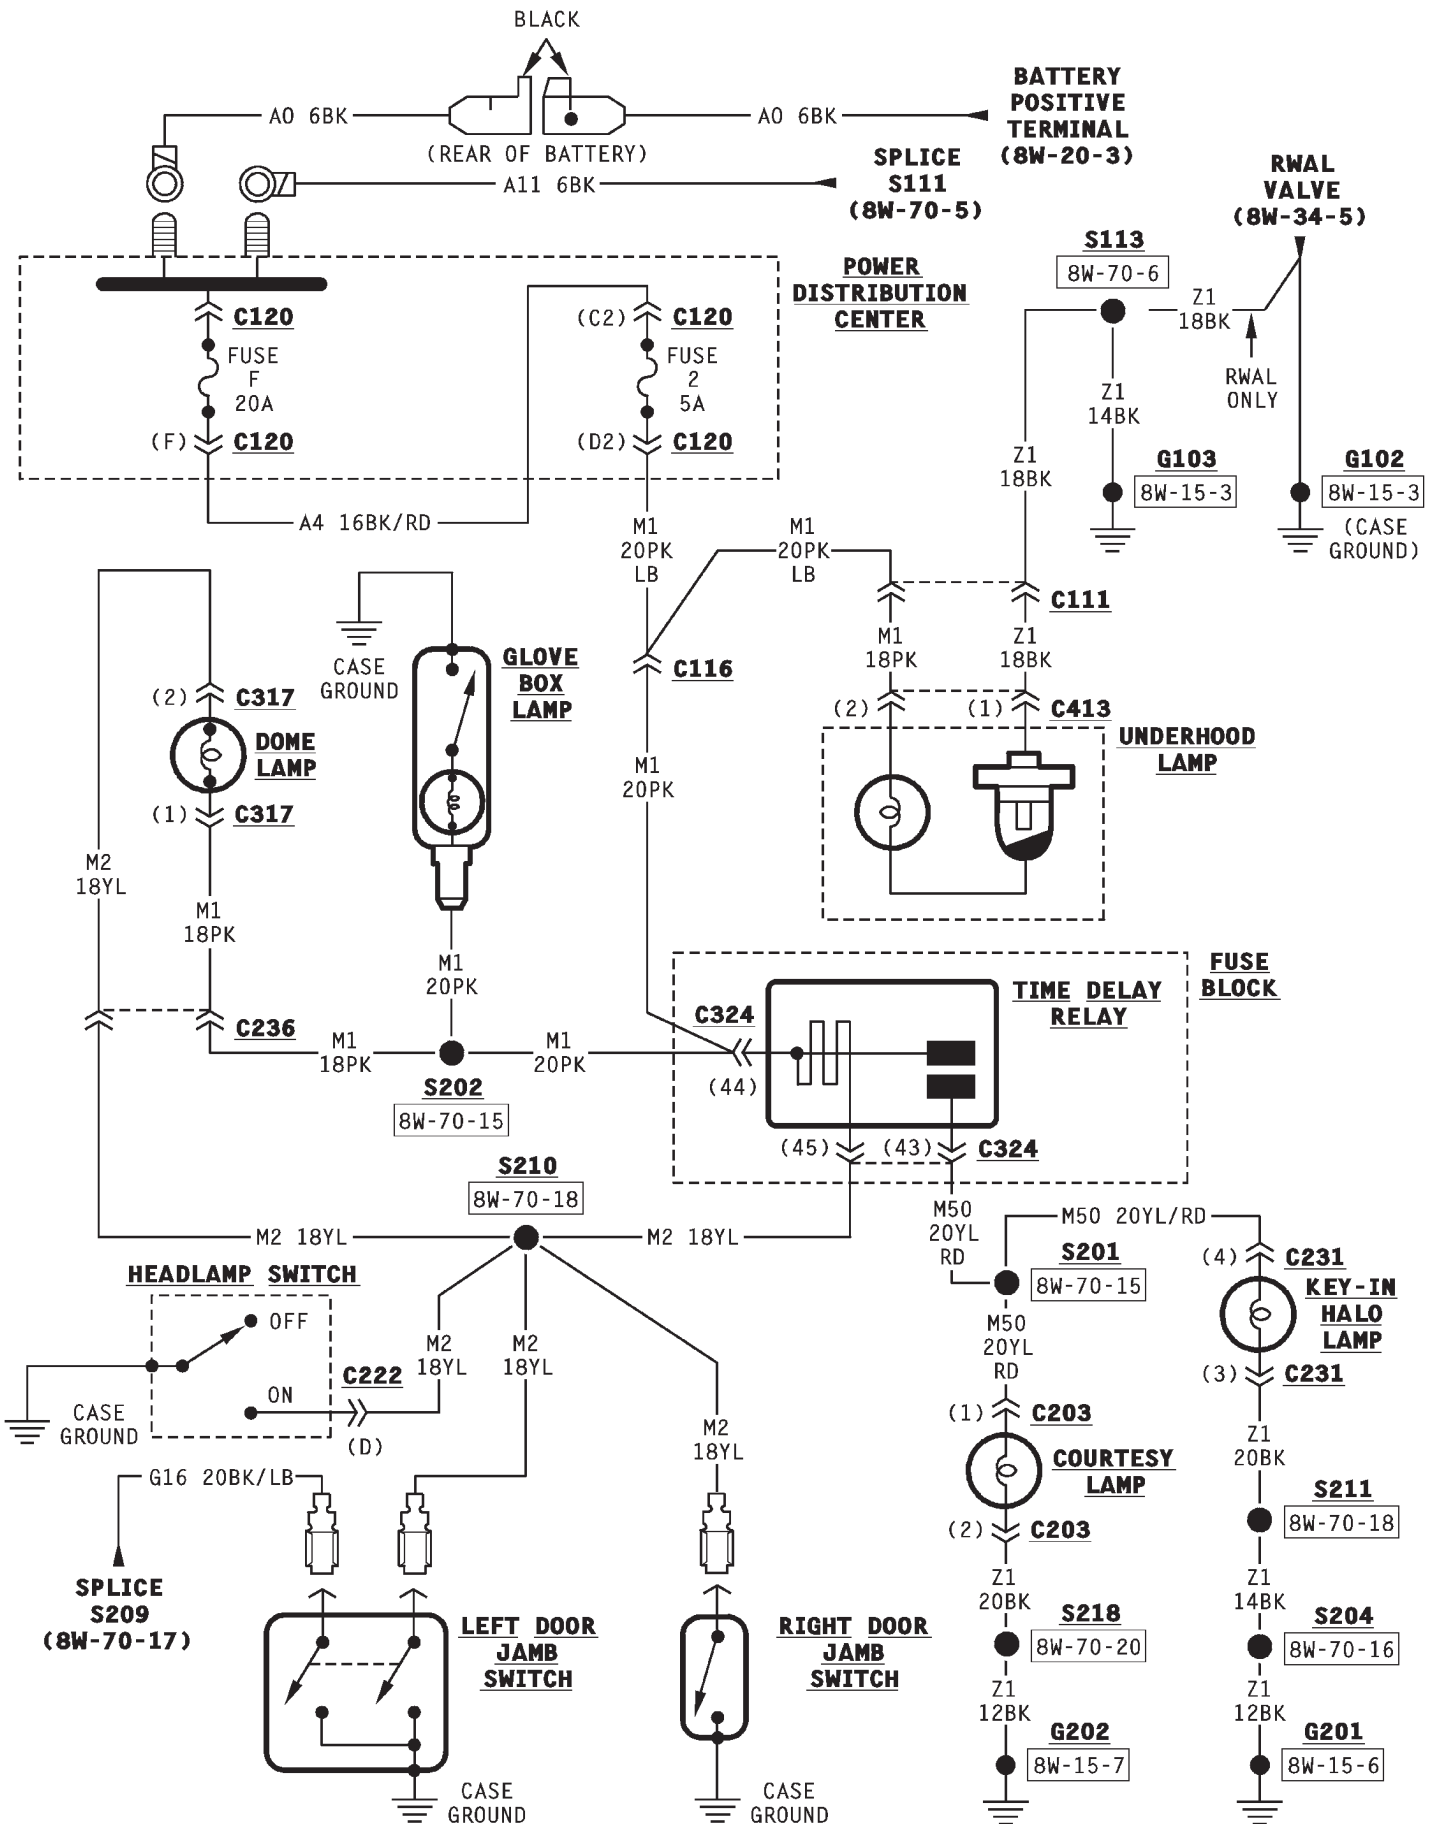 BLACK
A0 6BK
A0 6BK
BATTERY
POSITIVE
TERMINAL
(8W-20-3)
(REAR OF BATTERY)
A11 6BK
SPLICE
S111
(8W-70-5)
RWAL
VALVE
(8W-34-5)
S113
8W-70-6
POWER
DISTRIBUTION
CENTER
C120
(C2)
C120
Z1
18BK
FUSE
F
20A
FUSE
2
5A
RWAL
ONLY
Z1
14BK
(F)
C120
(D2)
C120
Z1
18BK
G103
8W-15-3
G102
8W-15-3
(CASE
GROUND)
A4 16BK/RD
M1
20PK
LB
M1
20PK
LB
C111
CASE
GROUND
GLOVE
BOX
LAMP
C116
M1
18PK
Z1
18BK
(2)
C317
(2)
(1)
C413
DOME
LAMP
UNDERHOOD
LAMP
M1
20PK
(1)
C317
M2
18YL
M1
18PK
M1
20PK
FUSE
BLOCK
C236
C324
TIME DELAY
RELAY
M1
18PK
M1
20PK
S202
8W-70-15
(44)
(45)
(43)
C324
S210
8W-70-18
M2 18YL
M2 18YL
M50
20YL
RD
M50 20YL/RD
S201
8W-70-15
(4)
C231
HEADLAMP SWITCH
OFF
KEY-IN
HALO
LAMP
M2
18YL
M2
18YL
M50
20YL
RD
C222
(3)
C231
ON
CASE
GROUND
(D)
(1)
C203
M2
18YL
Z1
20BK
COURTESY
LAMP
G16 20BK/LB
S211
8W-70-18
(2)
C203
SPLICE
S209
(8W-70-17)
Z1
20BK
Z1
14BK
LEFT DOOR
JAMB
SWITCH
RIGHT DOOR
JAMB
SWITCH
S218
8W-70-20
S204
8W-70-16
Z1
12BK
Z1
12BK
G202
8W-15-7
G201
8W-15-6
CASE
GROUND
CASE
GROUND